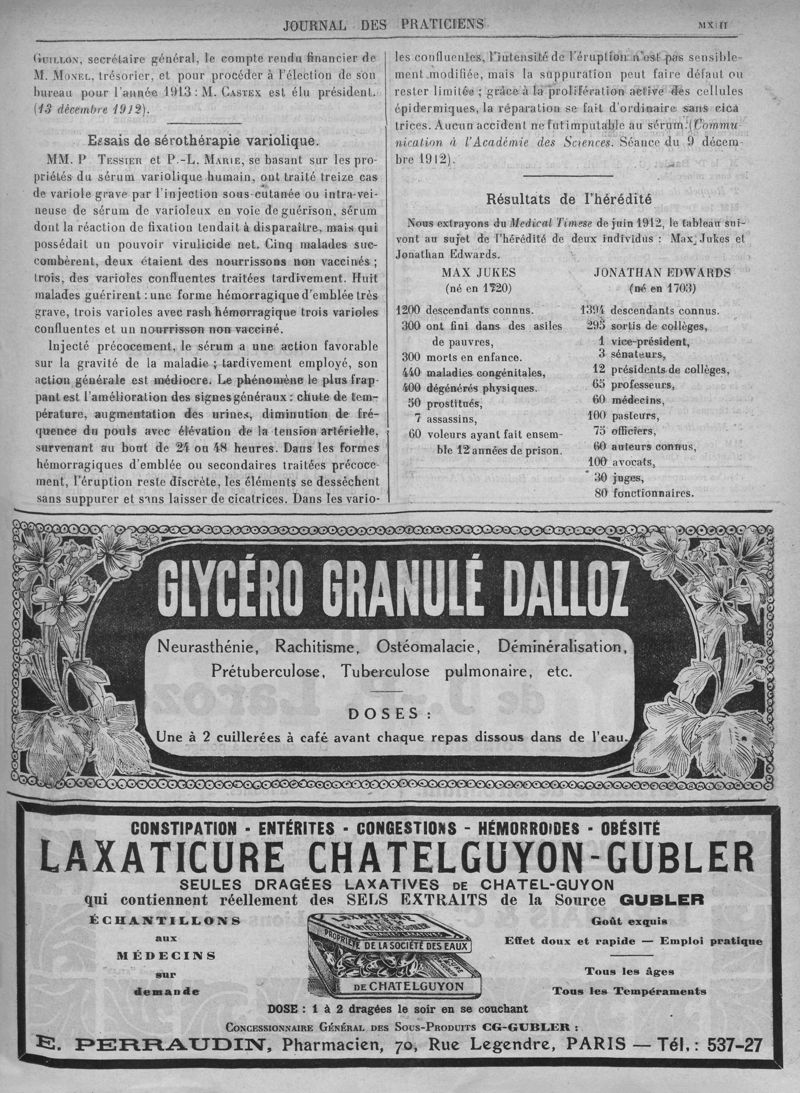 JOURNAL DES PRATICIENS
GUILLON, secrétaire général, le compte rendu financier de
M. MONEL, trésorier, et pour procéder à l'élection de son
bureau pour l'année 1913 : M. CASTEX est élu président.
(13 décembre 1912).
Essais de sérothérapie variolique.
MM. P TESSIER et P.-L. MARIE, se basant sur les pro-
priétés du sérum variolique humain, ont traité treize cas
de variole grave par l'injection sous-cutanée ou intra-vei-
neuse de sérum de varioleux en voie de guérison, sérum
dont la réaction de fixation tendait à disparaître, mais qui
possédait un pouvoir virulicide net. Cinq malades suc-
combèrent, deux étaient des nourrissons non vaccinés ;
trois, des varioles confluentes traitées tardivement. Huit
malades guérirent : une forme hémorragique d'emblée très
grave, trois varioles avec rash hémorragique trois varioles
confluentes et un nourrisson non vacciné.
Injecté précocement, le sérum a une action favorable
sur la gravité de la maladie ; tardivement employé, son
action générale est médiocre. Le phénomène le plus frap-
pant est l'amélioration des signes généraux : chute de tem-
pérature, augmentation des urines, diminution de fré-
quence du pouls avec élévation de la tension artérielle,
survenant au bout de 24 ou 48 heures. Dans les formes
hémorragiques d'emblée ou secondaires traitées précoce-
ment, l'éruption reste discrète, les éléments se dessèchent
sans suppurer et sans laisser de cicatrices. Dans les vario-
les confluentes, l'intensité de l'éruption n'est pas sensible-
ment modifiée, mais la suppuration peut faire défaut ou
rester limitée ; grâce à la prolifération active des cellules
épidermiques, la réparation se fait d'ordinaire sans cica
trices. Aucun accident ne fut imputable au sérum. (Commu-
nication à l'Académie des Sciences. Séance du 9 décem-
bre 1912).
Résultats de l'hérédité
Nous extrayons du Medical Timese de juin 1912, le tableau sui-
vant au sujet de l'hérédité de deux individus : Max Jukes et
Jonathan Edwards.
MAX JUKES
(né en 1720)
1200 descendants connus.
300 ont fini dans des asiles
de pauvres,
300 morts en enfance.
440 maladies congénitales,
400 dégénérés physiques.
50 prostitués,
7 assassins,
60 voleurs ayant fait ensem-
ble 12 années de prison.
JONATHAN EDWARDS
(né en 1703)
1394 descendants connus.
295 sortis de collèges,
1 vice-président,
3 sénateurs,
12 présidents de collèges,
65 professeurs,
60 médecins,
100 pasteurs,
75 officiers,
60 auteurs connus,
100 avocats,
30 juges,
80 fonctionnaires.
GLYCÉRO GRANULÉ DALLOZ
Neurasthénie, Rachitisme, Ostéomalacie, Déminéralisation,
Prétuberculose, Tuberculose pulmonaire, etc.
DOSES :
Une à 2 cuillerées à café avant chaque repas dissous dans de l'eau.
CONSTIPATION - ENTÉRITES - CONGESTIONS - HÉMORROIDES - OBÉSITÉ
LAXATICURE CHATELGUYON-GUBLER
SEULES DRAGÉES LAXATIVES DE CHATEL-GUYON
qui contiennent réellement des SELS EXTRAITS de la Source GUBLER
ÉCHANTILLONS
aux
MÉDECINS
sur
demande
LAXATICURE
CHATELGUYON-GUBLER
PROPRIÉTÉ DE LA SOCIÉTÉ DES EAUX
DE CHATELGUYON
Goût exquis
Effet doux et rapide — Emploi pratique
Tous les Âges
Tous les Tempéraments
DOSE : 1 à 2 dragées le soir en se couchant
CONCESSIONNAIRE GÉNÉRAL DES SOUS-PRODUITS CG-GUBLER :
E. PERRAUDIN, Pharmacien, 70, Rue Legendre, PARIS — Tél. : 537-27